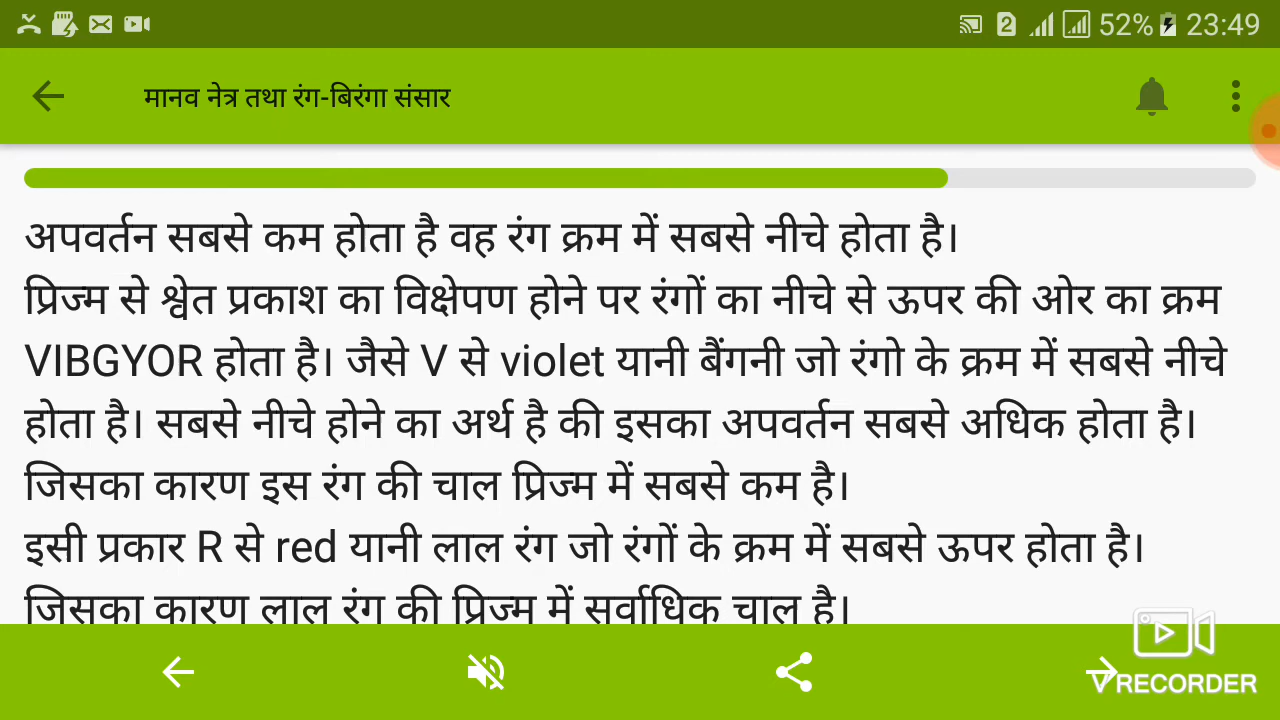 2 52% 23:49
मानव नेत्र तथा रंग-बिरंगा संसार
अपवर्तन सबसे कम होता है वह रंग क्रम में सबसे नीचे होता है।
प्रिज्म से श्वेत प्रकाश का विक्षेपण होने पर रंगों का नीचे से ऊपर की ओर का क्रम
VIBGYOR होता है। जैसे V से violet यानी बैंगनी जो रंगो के क्रम में सबसे नीचे
होता है। सबसे नीचे होने का अर्थ है की इसका अपवर्तन सबसे अधिक होता है।
जिसका कारण इस रंग की चाल प्रिज्म में सबसे कम है।
इसी प्रकार R से red यानी लाल रंग जो रंगों के क्रम में सबसे ऊपर होता है।
जिसका कारण लाल रंग की प्रिज्म में सर्वाधिक चाल है।
VRECORDER